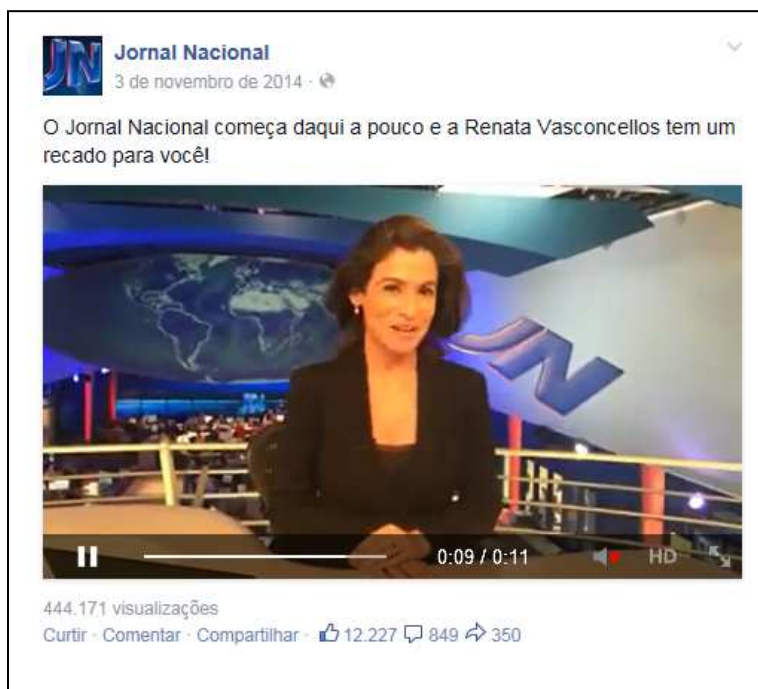 JN
Jornal Nacional
3 de novembro de 2014 ·
O Jornal Nacional começa daqui a pouco e a Renata Vasconcellos tem um
recado para você!
JN
0:09 / 0:11
HD
444.171 visualizações
Curtir · Comentar · Compartilhar · 12.227 849 350